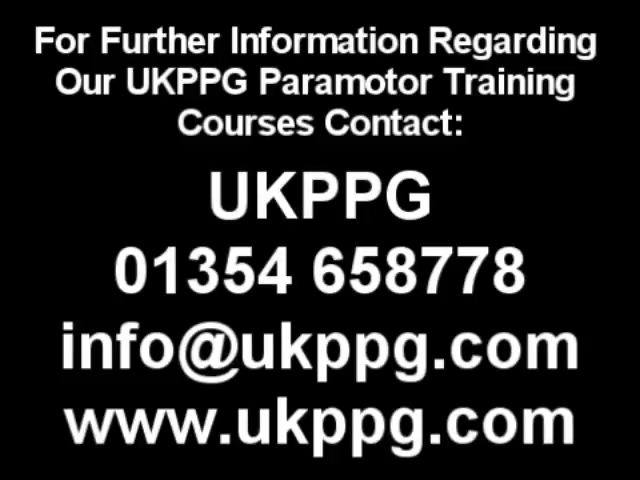 For Further Information Regarding
Our UKPPG Paramotor Training
Courses Contact:
UKPPG
01354 658778
info@ukppg.com
www.ukppg.com